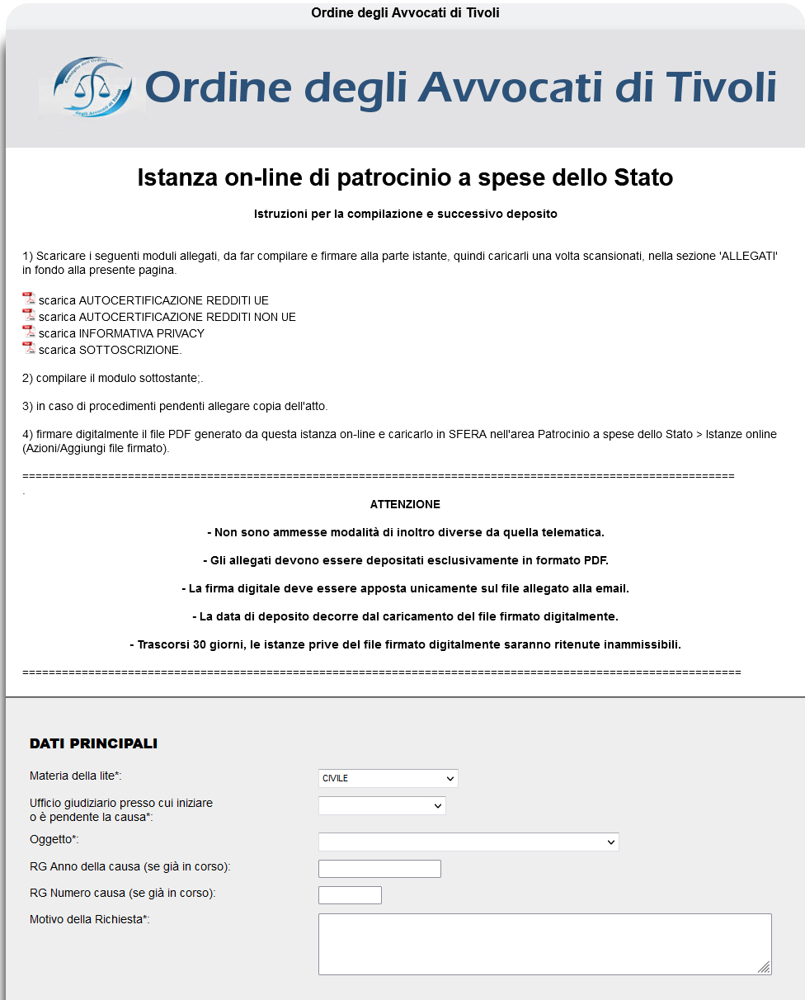 Ordine degli Avvocati di Tivoli
Consiglio dell'Ordine
degli Avvocati di Tivoli
Ordine degli Avvocati di Tivoli
Istanza on-line di patrocinio a spese dello Stato
Istruzioni per la compilazione e successivo deposito
1) Scaricare i seguenti moduli allegati, da far compilare e firmare alla parte istante, quindi caricarli una volta scansionati, nella sezione 'ALLEGATI'
in fondo alla presente pagina.
scarica AUTOCERTIFICAZIONE REDDITI UE
scarica AUTOCERTIFICAZIONE REDDITI NON UE
scarica INFORMATIVA PRIVACY
scarica SOTTOSCRIZIONE.
2) compilare il modulo sottostante;.
3) in caso di procedimenti pendenti allegare copia dell'atto.
4) firmare digitalmente il file PDF generato da questa istanza on-line e caricarlo in SFERA nell'area Patrocinio a spese dello Stato > Istanze online
(Azioni/Aggiungi file firmato).
============================================================================================================
.
ATTENZIONE
- Non sono ammesse modalità di inoltro diverse da quella telematica.
- Gli allegati devono essere depositati esclusivamente in formato PDF.
- La firma digitale deve essere apposta unicamente sul file allegato alla email.
- La data di deposito decorre dal caricamento del file firmato digitalmente.
- Trascorsi 30 giorni, le istanze prive del file firmato digitalmente saranno ritenute inammissibili.
=============================================================================================================
DATI PRINCIPALI
Materia della lite*:
CIVILE
Ufficio giudiziario presso cui iniziare
o è pendente la causa*:
Oggetto*:
RG Anno della causa (se già in corso):
RG Numero causa (se già in corso):
Motivo della Richiesta*: